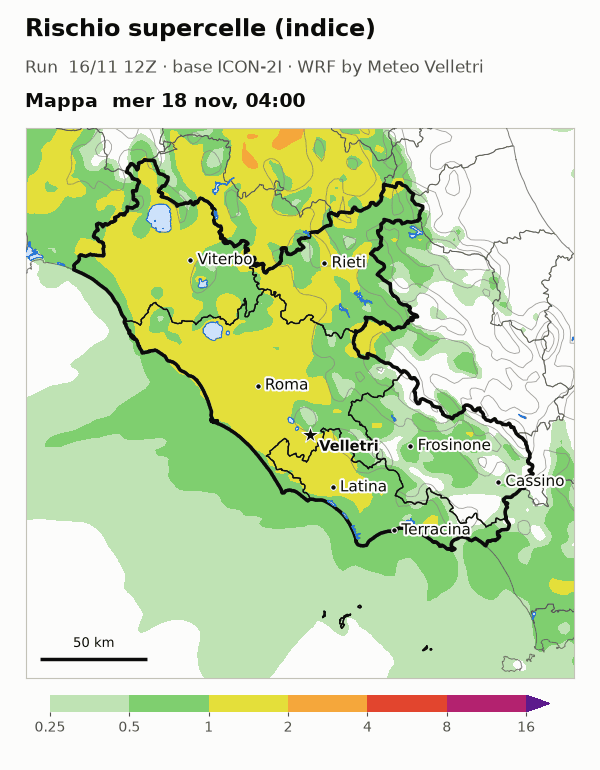 Rischio supercelle (indice)
Run  16/11 12Z · base ICON-2I · WRF by Meteo Velletri
Mappa  mer 18 nov, 04:00
Viterbo
Rieti
Roma
Velletri
Frosinone
Cassino
Latina
Terracina
50 km
0.25 0.5 1 2 4 8 16